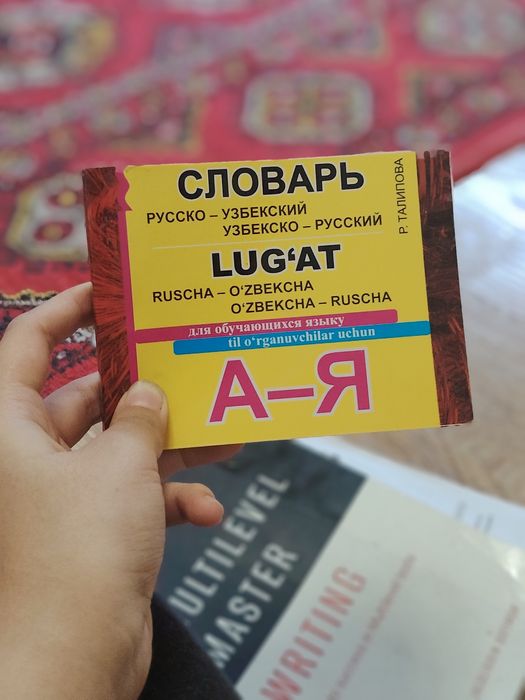 СЛОВАРЬ
РУССКО – УЗБЕКСКИЙ
УЗБЕКСКО – РУССКИЙ
LUG‘AT
RUSCHA – O‘ZBEKCHA
O‘ZBEKCHA – RUSCHA
для обучающихся языку
til o‘rganuvchilar uchun
А–Я
Р. ТАЛИПОВА
MULTILEVEL
MASTER
WRITING